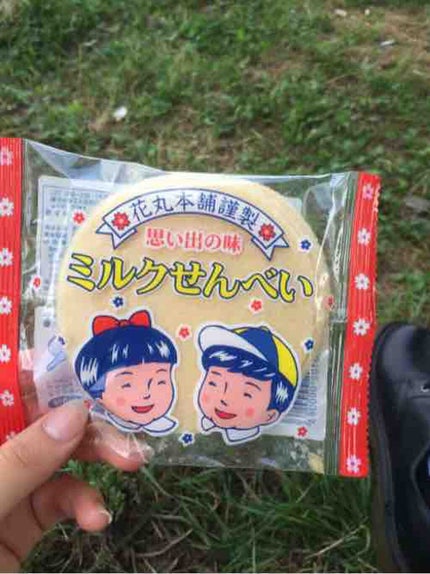 花丸本舗謹製
思い出の味
ミルクせんべい